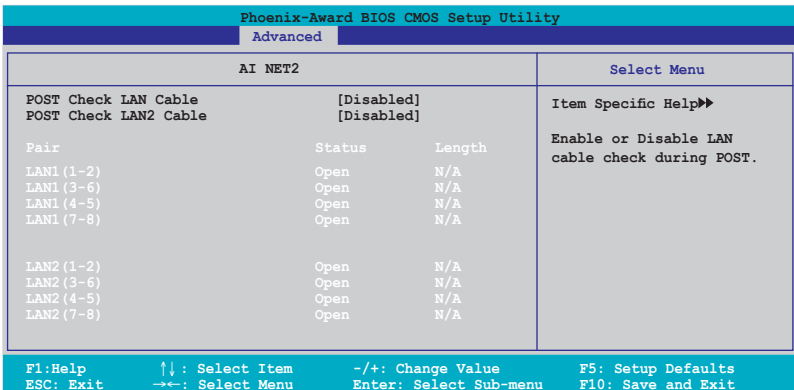 Phoenix-Award BIOS CMOS Setup Utility
Advanced
AI NET2
Select Menu
POST Check LAN Cable [Disabled]
POST Check LAN2 Cable [Disabled]
Pair Status Length
LAN1(1-2) Open N/A
LAN1(3-6) Open N/A
LAN1(4-5) Open N/A
LAN1(7-8) Open N/A
LAN2(1-2) Open N/A
LAN2(3-6) Open N/A
LAN2(4-5) Open N/A
LAN2(7-8) Open N/A
Item Specific Help▶▶
Enable or Disable LAN
cable check during POST.
F1:Help ↑↓ : Select Item -/+: Change Value F5: Setup Defaults
ESC: Exit →←: Select Menu Enter: Select Sub-menu F10: Save and Exit